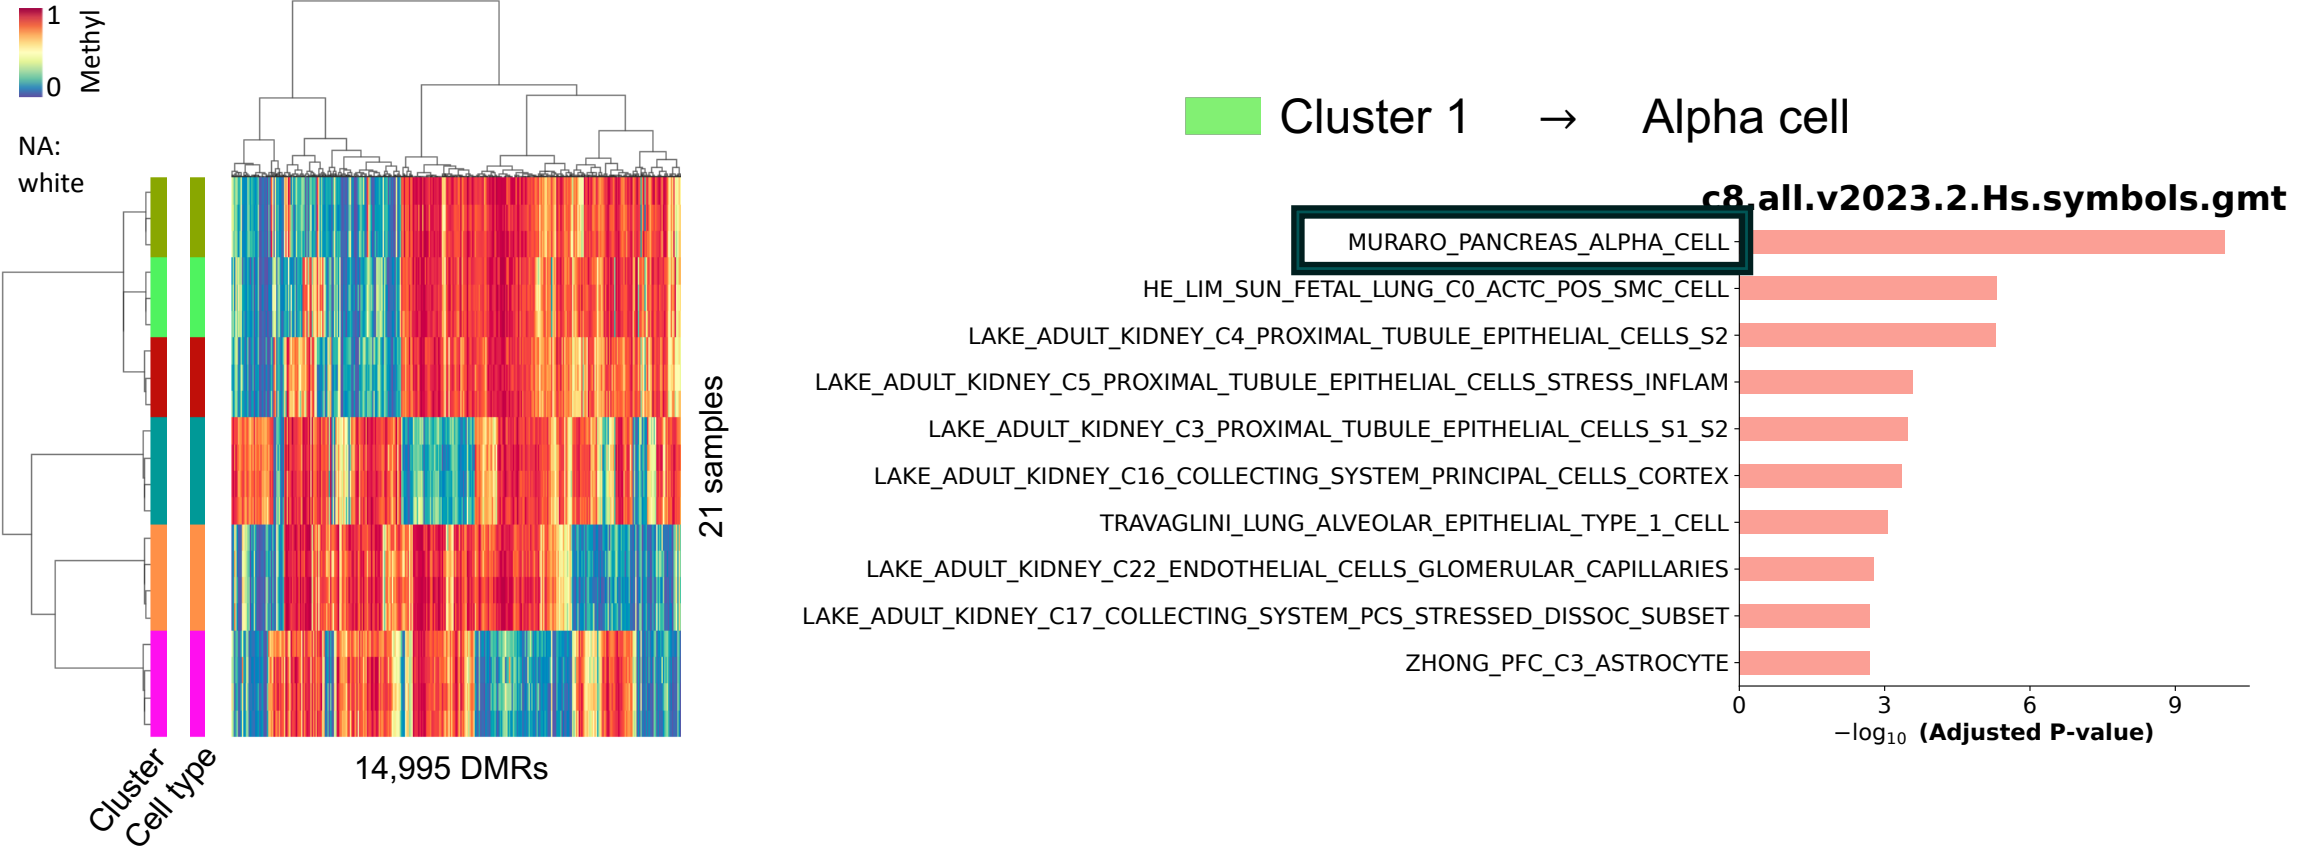 1
0
Methyl
NA:
white
Cluster
Cell type
14,995 DMRs
21 samples
Cluster 1 → Alpha cell
c8.all.v2023.2.Hs.symbols.gmt
MURARO_PANCREAS_ALPHA_CELL
HE_LIM_SUN_FETAL_LUNG_C0_ACTC_POS_SMC_CELL
LAKE_ADULT_KIDNEY_C4_PROXIMAL_TUBULE_EPITHELIAL_CELLS_S2
LAKE_ADULT_KIDNEY_C5_PROXIMAL_TUBULE_EPITHELIAL_CELLS_STRESS_INFLAM
LAKE_ADULT_KIDNEY_C3_PROXIMAL_TUBULE_EPITHELIAL_CELLS_S1_S2
LAKE_ADULT_KIDNEY_C16_COLLECTING_SYSTEM_PRINCIPAL_CELLS_CORTEX
TRAVAGLINI_LUNG_ALVEOLAR_EPITHELIAL_TYPE_1_CELL
LAKE_ADULT_KIDNEY_C22_ENDOTHELIAL_CELLS_GLOMERULAR_CAPILLARIES
LAKE_ADULT_KIDNEY_C17_COLLECTING_SYSTEM_PCS_STRESSED_DISSOC_SUBSET
ZHONG_PFC_C3_ASTROCYTE
0 3 6 9
−log₁₀ (Adjusted P-value)